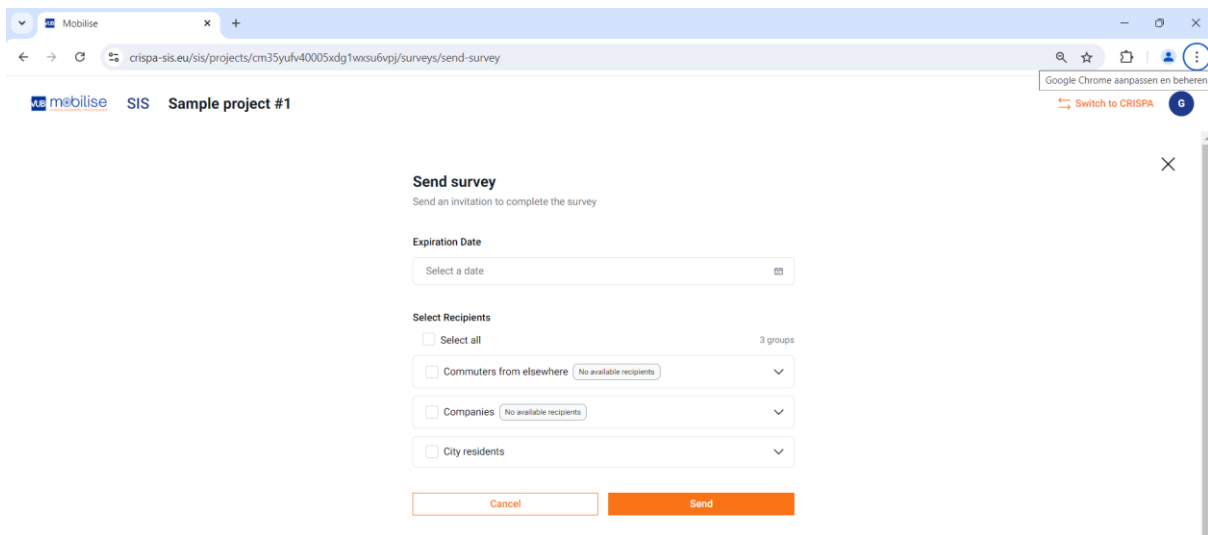 Mobilise
crispa-sis.eu/sis/projects/cm35yufv40005xdg1wxsu6vpj/surveys/send-survey
Google Chrome aanpassen en beheren
VUB mobilise SIS Sample project #1
Switch to CRISPA G
Send survey
Send an invitation to complete the survey
Expiration Date
Select a date
Select Recipients
Select all 3 groups
Commuters from elsewhere No available recipients
Companies No available recipients
City residents
Cancel Send